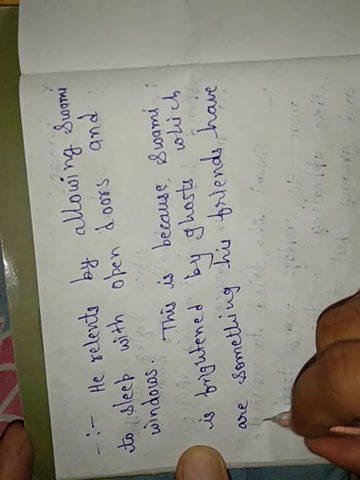 -:- He relents by allowing Swami
to sleep with open doors and
windows. This is because Swami
is frightened by ghosts which
are something his friends have